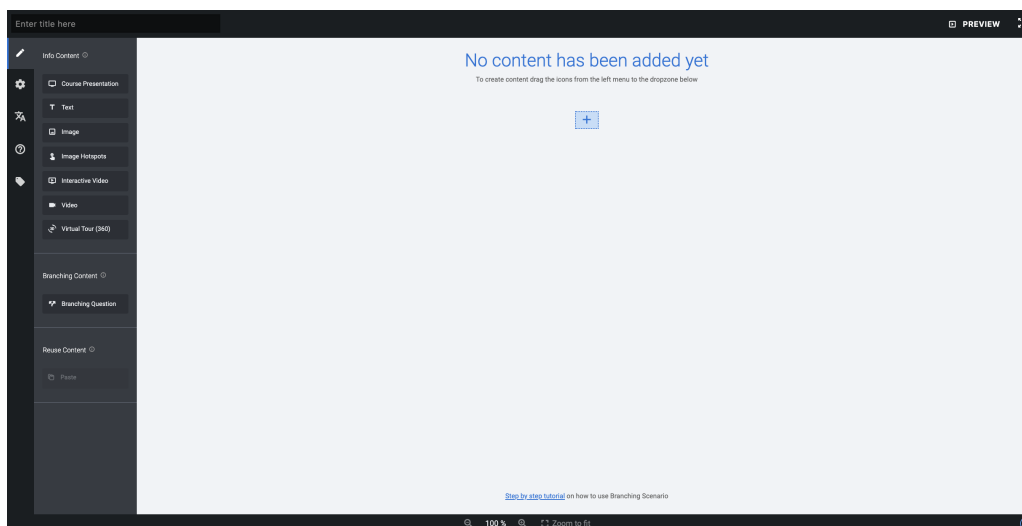 Enter title here
PREVIEW
Info Content
Course Presentation
Text
Image
Image Hotspots
Interactive Video
Video
Virtual Tour (360)
Branching Content
Branching Question
Reuse Content
Paste
No content has been added yet
To create content drag the icons from the left menu to the dropzone below
Step by step tutorial on how to use Branching Scenario
100 %
Zoom to fit